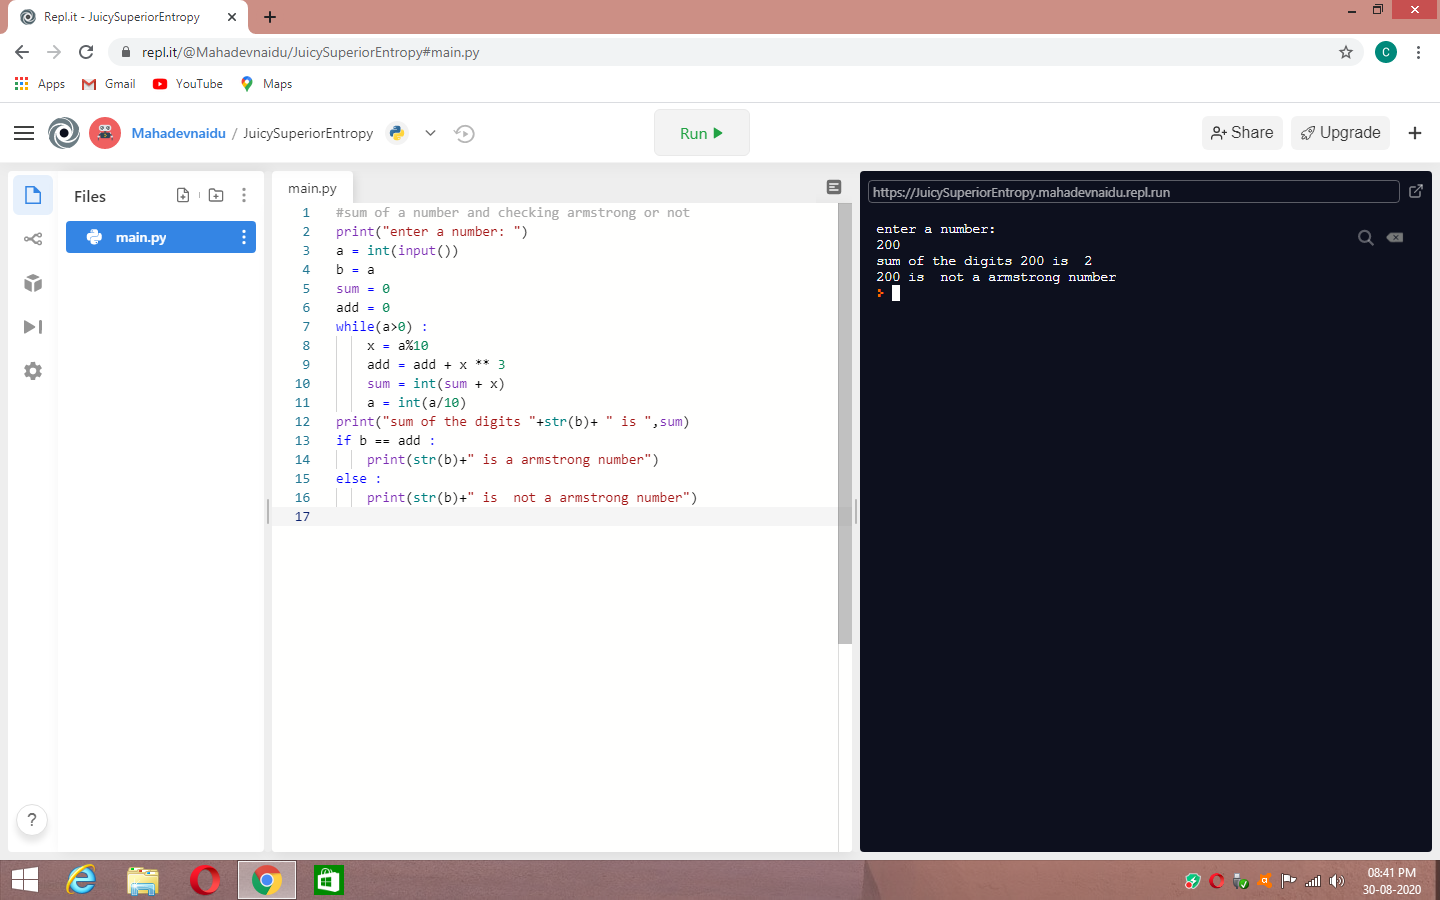 Repl.it - JuicySuperiorEntropy
repl.it/@Mahadevnaidu/JuicySuperiorEntropy#main.py
C
Apps Gmail YouTube Maps
Mahadevnaidu / JuicySuperiorEntropy
Run
Share
Upgrade
Files
main.py
main.py
1 #sum of a number and checking armstrong or not
2 print("enter a number: ")
3 a = int(input())
4 b = a
5 sum = 0
6 add = 0
7 while(a>0) :
8 x = a%10
9 add = add + x ** 3
10 sum = int(sum + x)
11 a = int(a/10)
12 print("sum of the digits "+str(b)+ " is ",sum)
13 if b == add :
14 print(str(b)+" is a armstrong number")
15 else :
16 print(str(b)+" is  not a armstrong number")
17
https://JuicySuperiorEntropy.mahadevnaidu.repl.run
enter a number:
200
sum of the digits 200 is  2
200 is  not a armstrong number
?
08:41 PM
30-08-2020